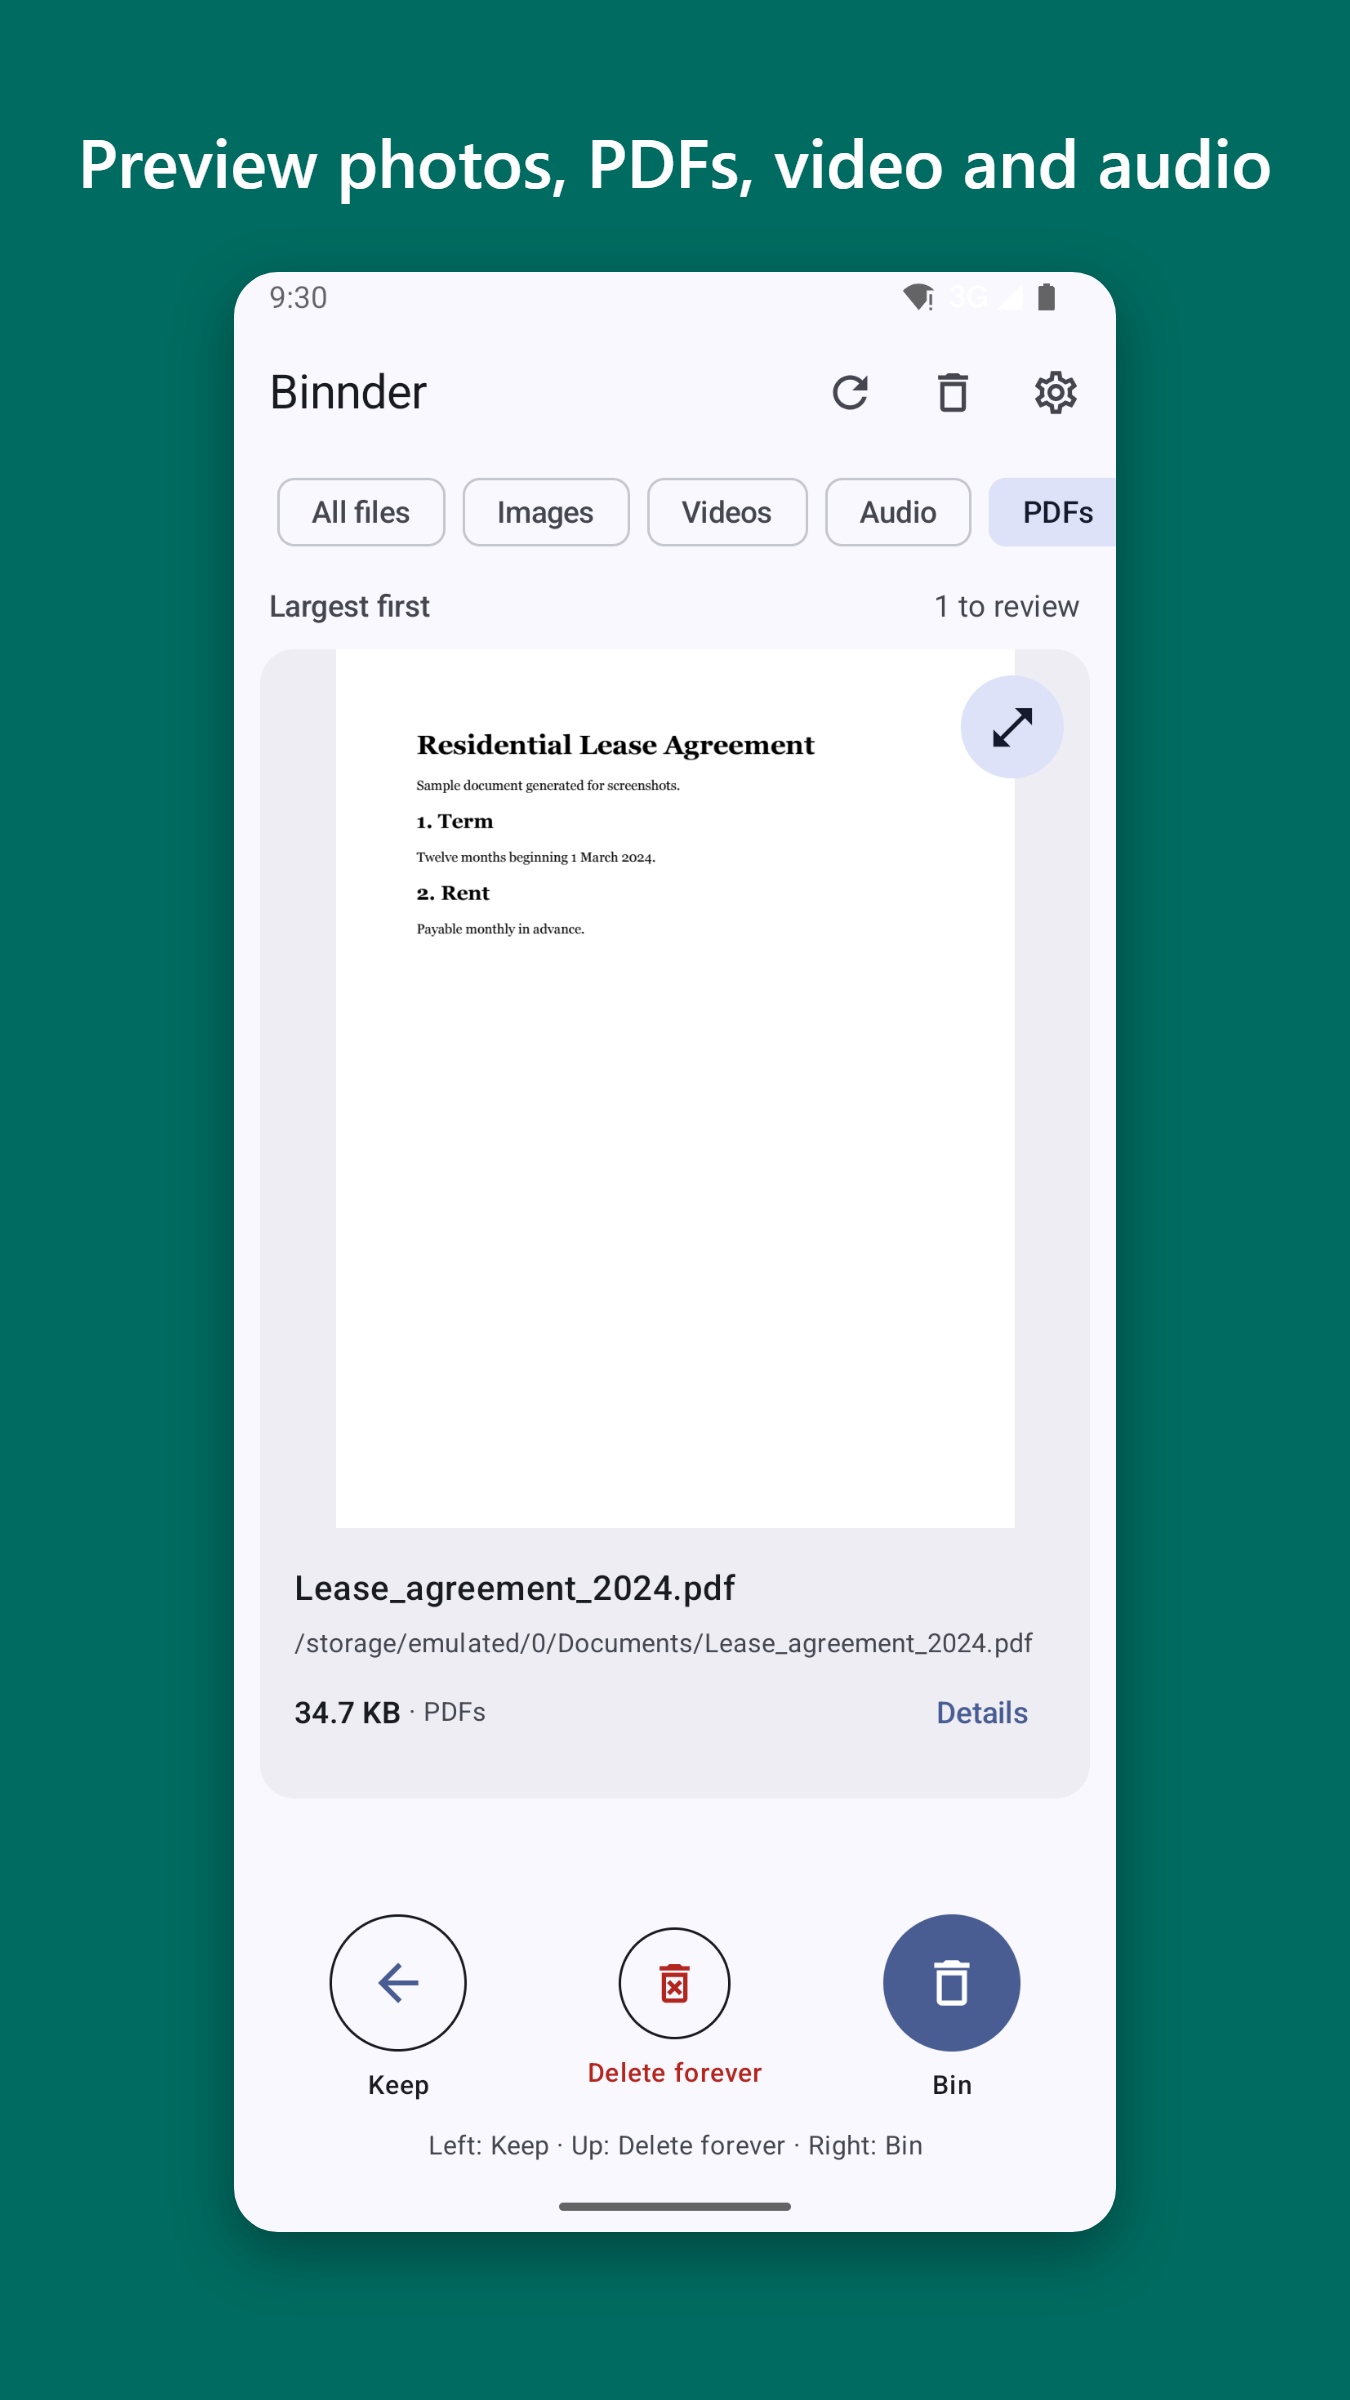 Preview photos, PDFs, video and audio
9:30
3G
Binnder
All files
Images
Videos
Audio
PDFs
Largest first
1 to review
Residential Lease Agreement
Sample document generated for screenshots.
1. Term
Twelve months beginning 1 March 2024.
2. Rent
Payable monthly in advance.
Lease_agreement_2024.pdf
/storage/emulated/0/Documents/Lease_agreement_2024.pdf
34.7 KB · PDFs
Details
Keep
Delete forever
Bin
Left: Keep · Up: Delete forever · Right: Bin